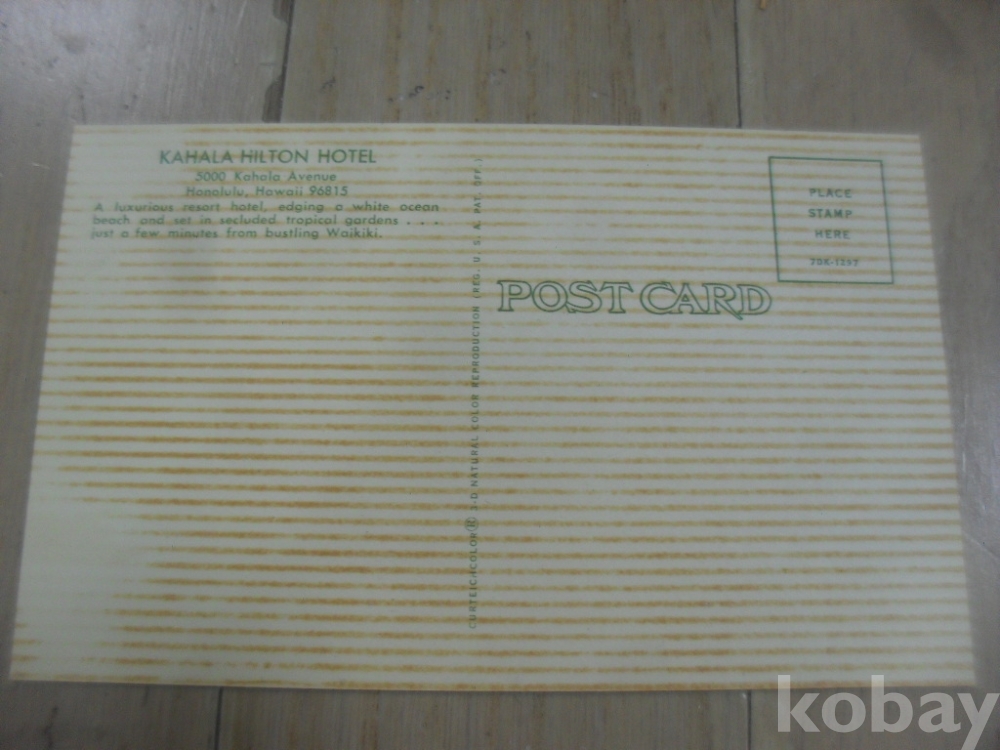 KAHALA HILTON HOTEL
5000 Kahala Avenue
Honolulu, Hawaii 96815
A luxurious resort hotel, edging a white ocean
beach and set in secluded tropical gardens . . .
just a few minutes from bustling Waikiki.
CURTEICHCOLOR® 3-D NATURAL COLOR REPRODUCTION (REG. U. S. A. PAT. OFF.)
POST CARD
PLACE
STAMP
HERE
7DK-1297
kobay